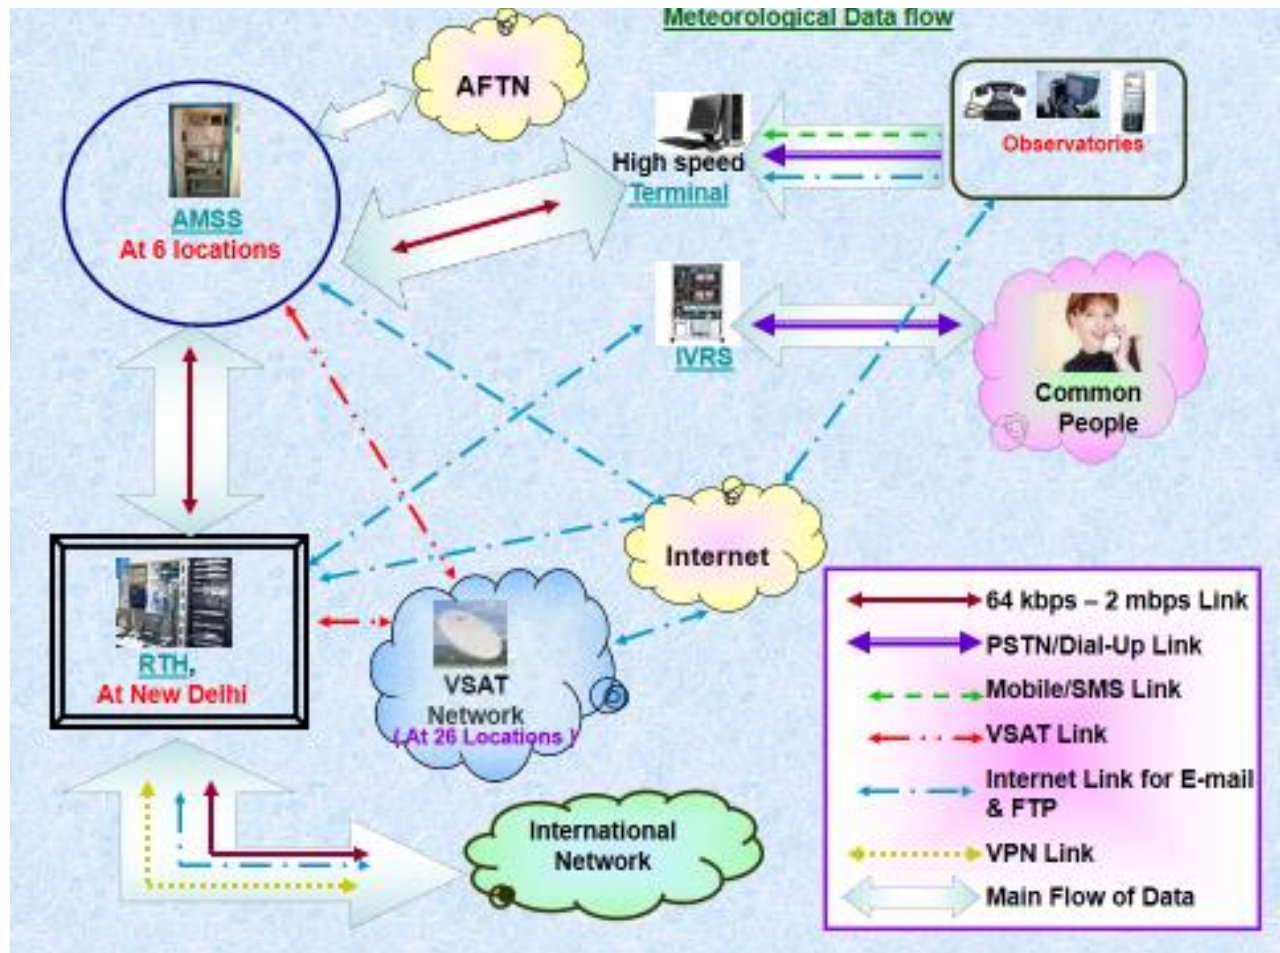 Meteorological Data flow
AFTN
AMSS
At 6 locations
High speed
Terminal
Observatories
IVRS
Common
People
Internet
RTH,
At New Delhi
VSAT
Network
( At 26 Locations )
International
Network
64 kbps – 2 mbps Link
PSTN/Dial-Up Link
Mobile/SMS Link
VSAT Link
Internet Link for E-mail
& FTP
VPN Link
Main Flow of Data